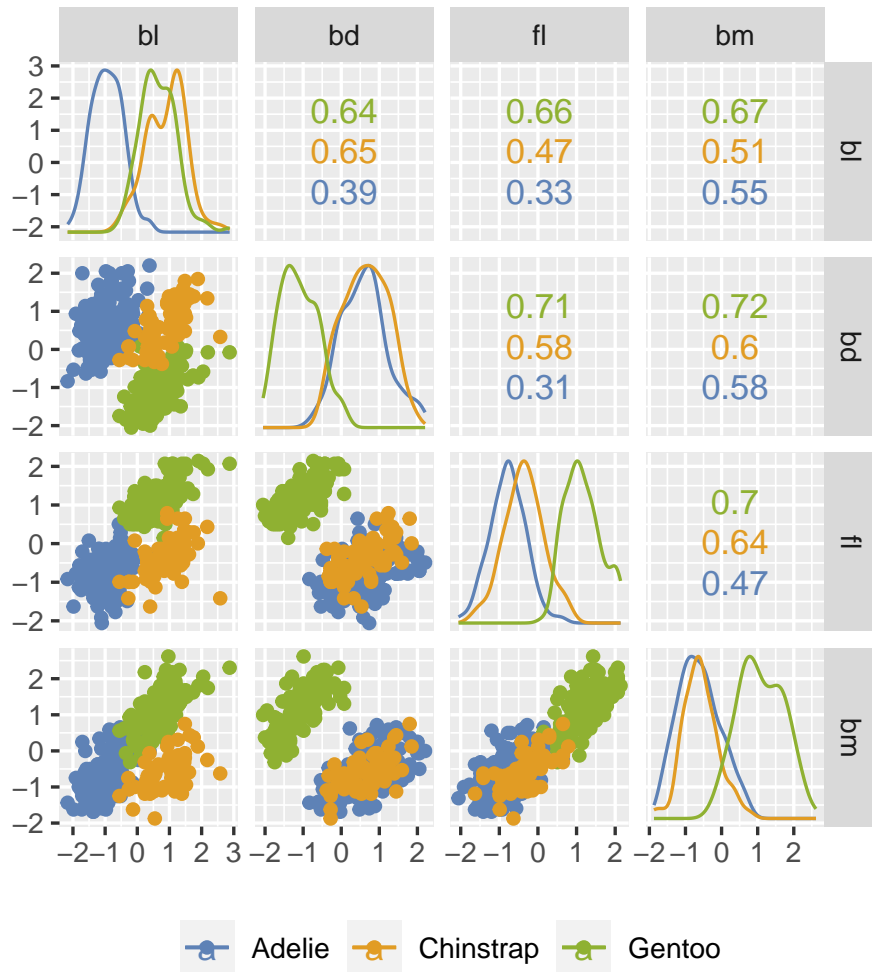 bl bd fl bm
3
2
1
0
−1
−2
0.64 0.66 0.67
0.65 0.47 0.51
0.39 0.33 0.55
bl
2
1
0
−1
−2
0.71 0.72
0.58 0.6
0.31 0.58
bd
2
1
0
−1
−2
0.7
0.64
0.47
fl
2
1
0
−1
−2
bm
−2 −1 0 1 2 3 −2 −1 0 1 2 −2 −1 0 1 2 −2 −1 0 1 2
a Adelie a Chinstrap a Gentoo